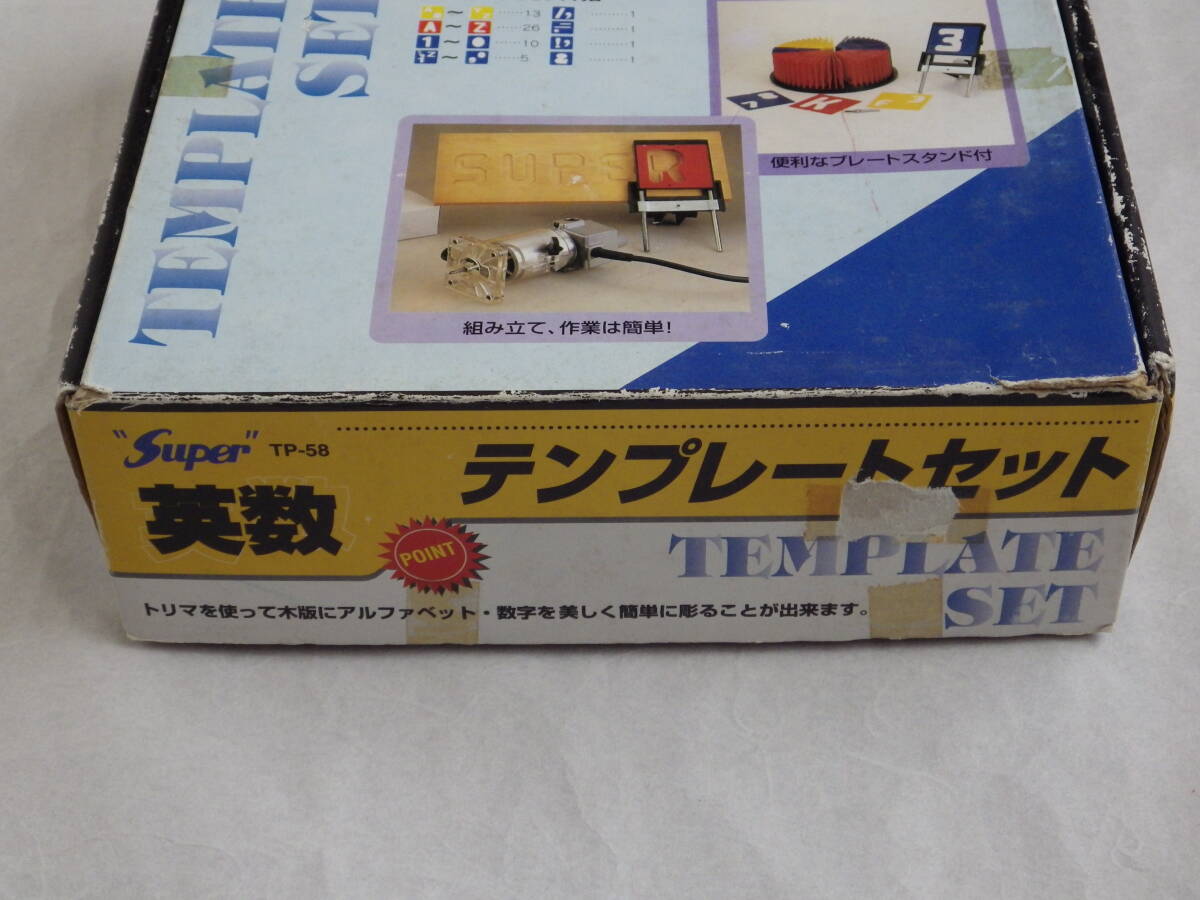 TEMPLATE
SET
……13 ………1
A～Z ……26 ………1
1～ ……10 ………1
～ ……5 ………1
3
K
便利なプレートスタンド付
SUPER
R
組み立て、作業は簡単！
"Super" TP-58
英数
テンプレートセット
POINT
TEMPLATE
SET
トリマを使って木版にアルファベット・数字を美しく簡単に彫ることが出来ます。